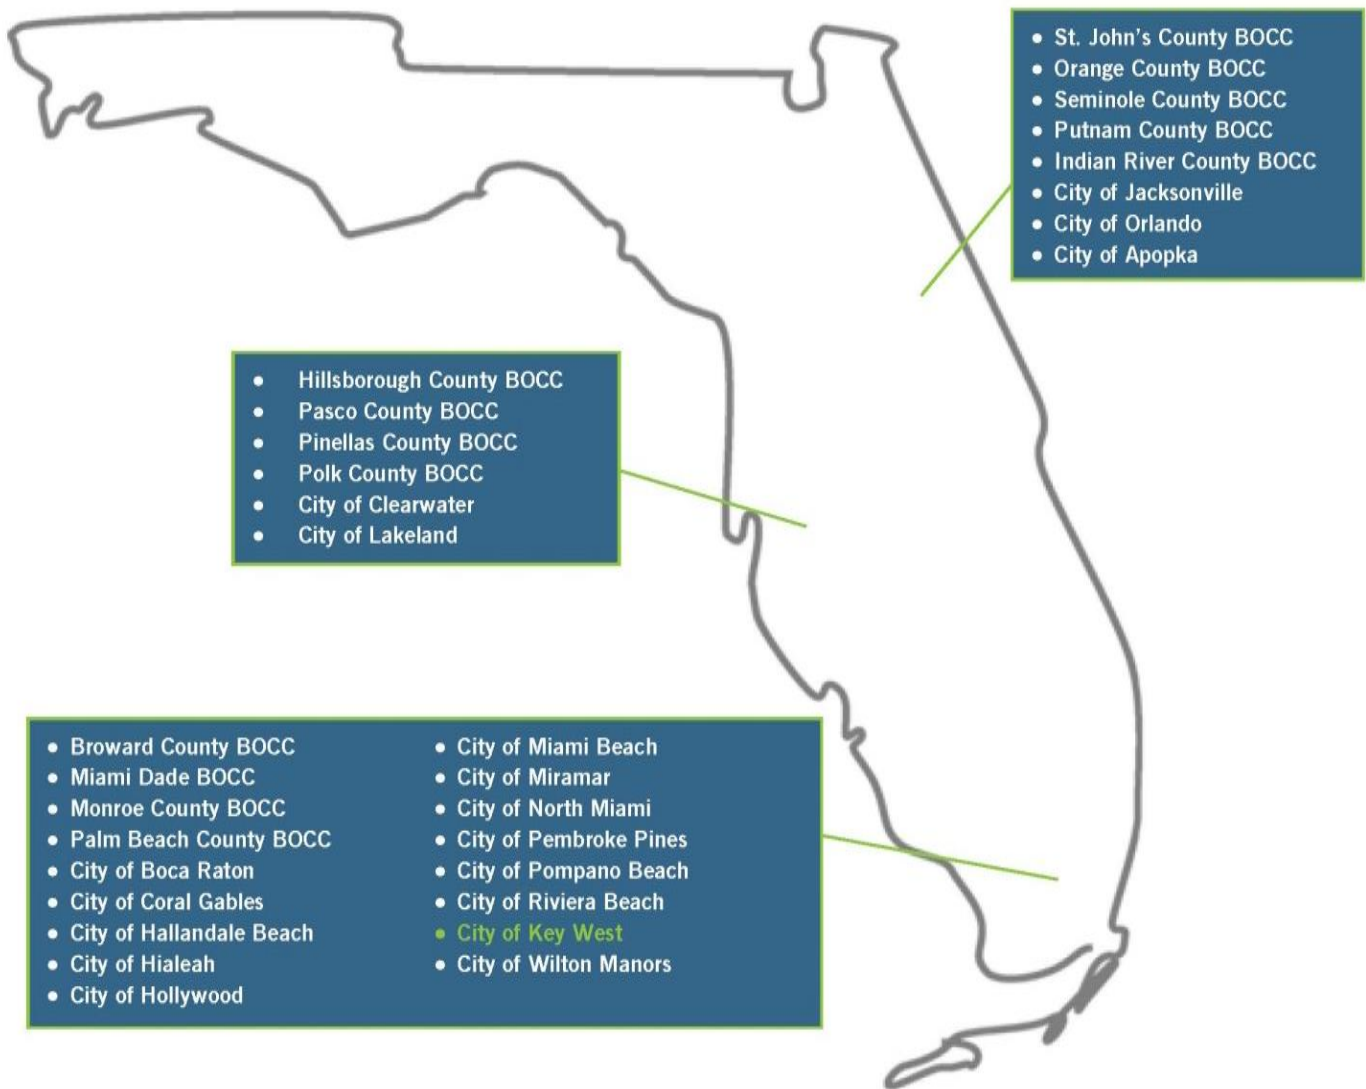 • St. John's County BOCC
• Orange County BOCC
• Seminole County BOCC
• Putnam County BOCC
• Indian River County BOCC
• City of Jacksonville
• City of Orlando
• City of Apopka
• Hillsborough County BOCC
• Pasco County BOCC
• Pinellas County BOCC
• Polk County BOCC
• City of Clearwater
• City of Lakeland
• Broward County BOCC
• Miami Dade BOCC
• Monroe County BOCC
• Palm Beach County BOCC
• City of Boca Raton
• City of Coral Gables
• City of Hallandale Beach
• City of Hialeah
• City of Hollywood
• City of Miami Beach
• City of Miramar
• City of North Miami
• City of Pembroke Pines
• City of Pompano Beach
• City of Riviera Beach
• City of Key West
• City of Wilton Manors